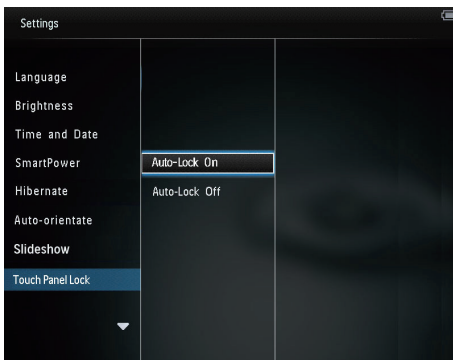 Settings
Language
Brightness
Time and Date
SmartPower
Auto-Lock On
Hibernate
Auto-Lock Off
Auto-orientate
Slideshow
Touch Panel Lock